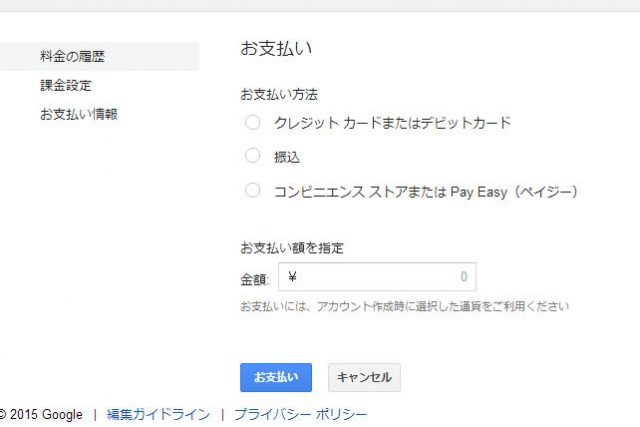 料金の履歴
課金設定
お支払い情報
お支払い
お支払い方法
クレジット カードまたはデビットカード
振込
コンビニエンス ストアまたは Pay Easy（ペイジー）
お支払い額を指定
金額: ¥ 0
お支払いには、アカウント作成時に選択した通貨をご利用ください
お支払い キャンセル
© 2015 Google | 編集ガイドライン | プライバシー ポリシー